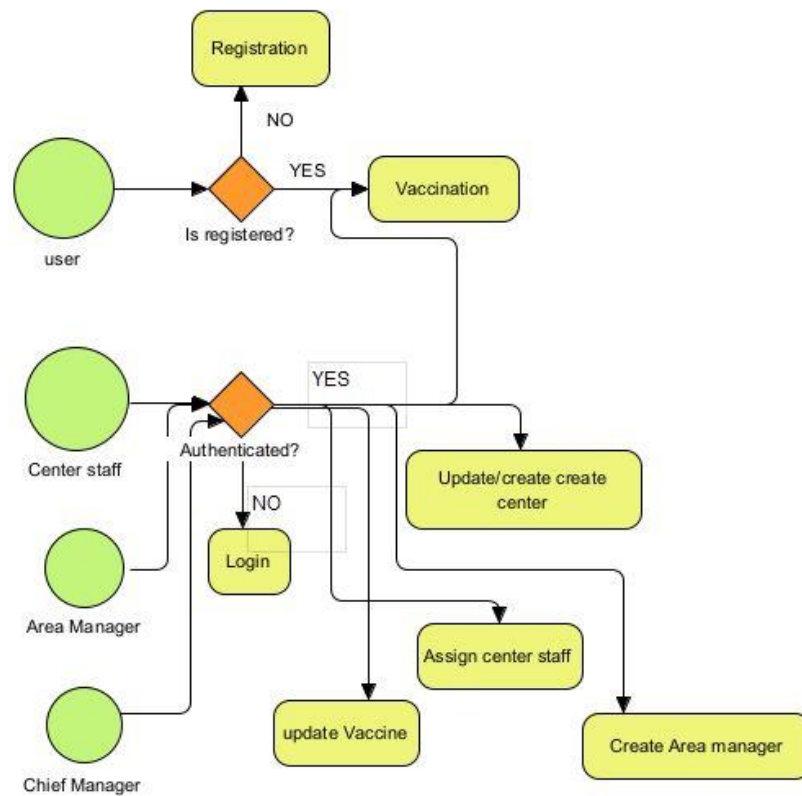 Registration
NO
YES
Vaccination
Is registered?
user
YES
Authenticated?
Center staff
Update/create create
center
NO
Login
Area Manager
Assign center staff
update Vaccine
Create Area manager
Chief Manager